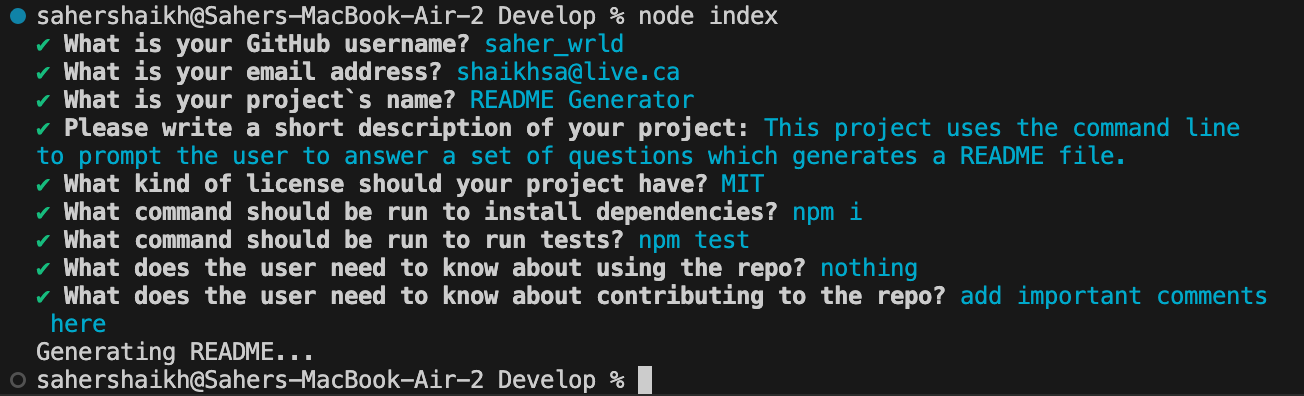 sahershaikh@Sahers-MacBook-Air-2 Develop % node index
✔ What is your GitHub username? saher_wrld
✔ What is your email address? shaikhsa@live.ca
✔ What is your project`s name? README Generator
✔ Please write a short description of your project: This project uses the command line
to prompt the user to answer a set of questions which generates a README file.
✔ What kind of license should your project have? MIT
✔ What command should be run to install dependencies? npm i
✔ What command should be run to run tests? npm test
✔ What does the user need to know about using the repo? nothing
✔ What does the user need to know about contributing to the repo? add important comments
here
Generating README...
sahershaikh@Sahers-MacBook-Air-2 Develop %